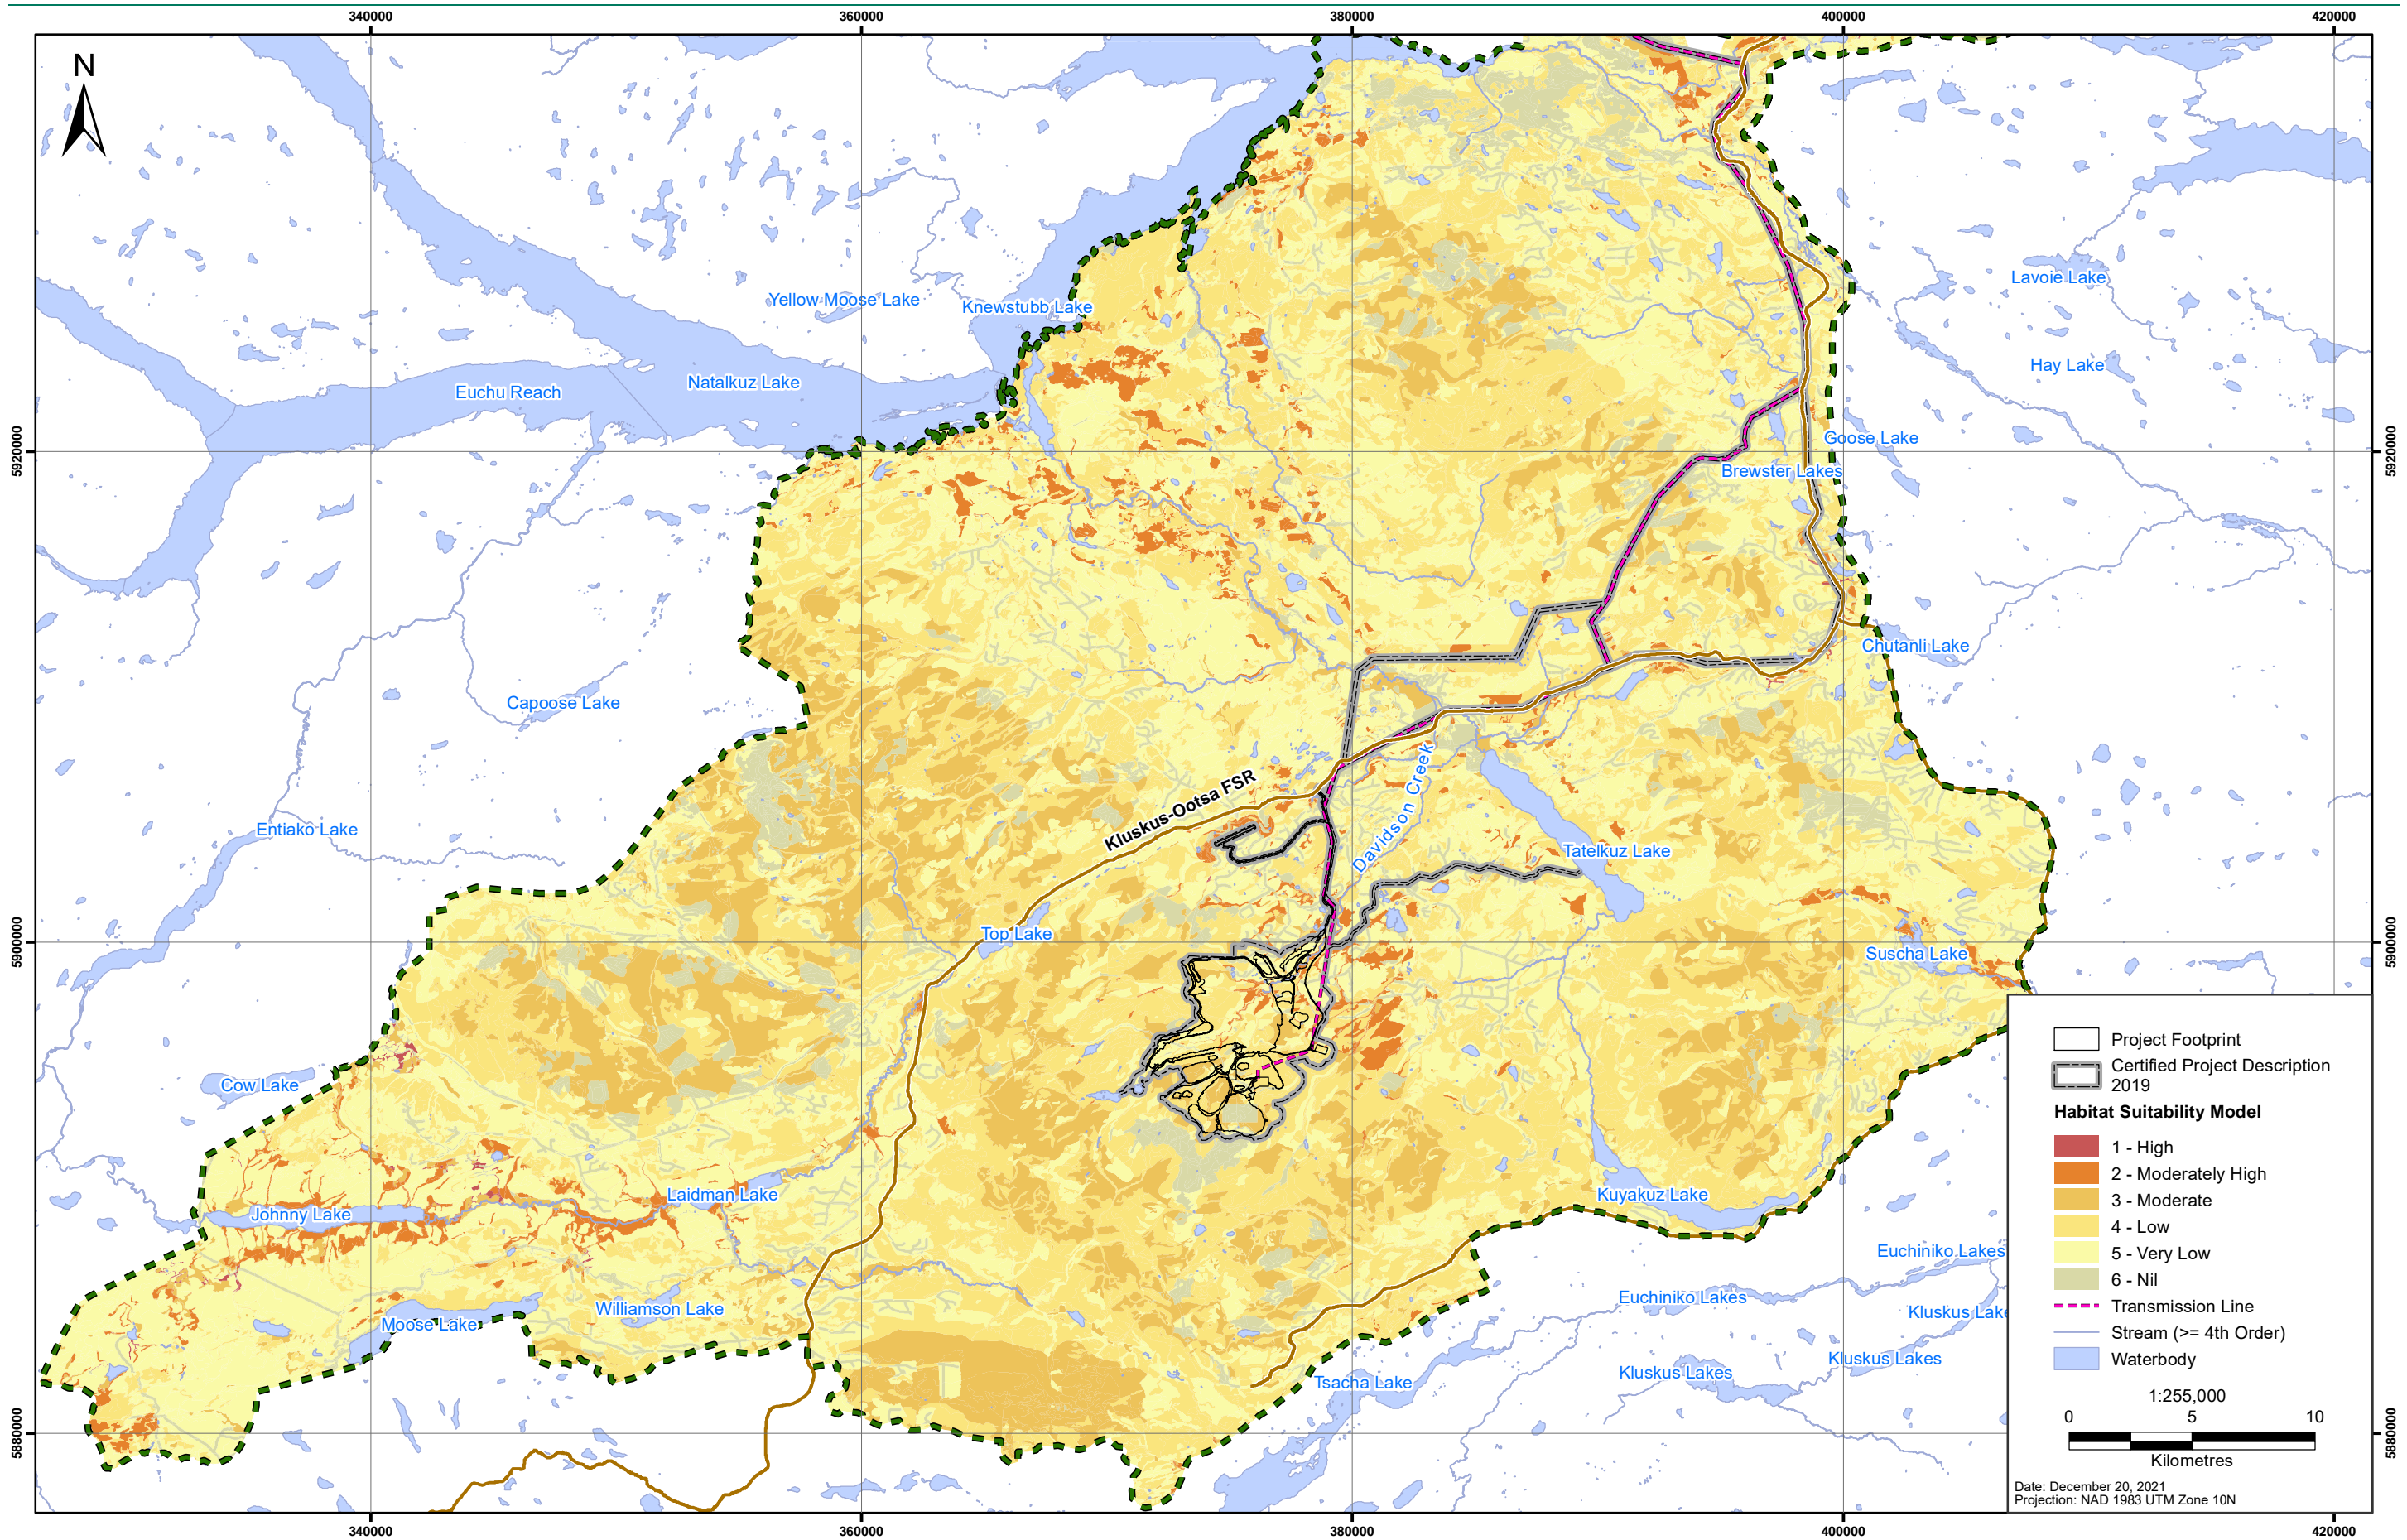 340000
360000
380000
400000
420000
N
Yellow Moose Lake
Knewstubb Lake
Lavoie Lake
Hay Lake
Natalkuz Lake
Euchu Reach
Goose Lake
5920000
5920000
Brewster Lakes
Chutanli Lake
Capoose Lake
Kluskus-Ootsa FSR
Davidson Creek
Entiako Lake
Tatelkuz Lake
Top Lake
5900000
5900000
Suscha Lake
Cow Lake
Laidman Lake
Kuyakuz Lake
Johnny Lake
Euchiniko Lakes
Euchiniko Lakes
Williamson Lake
Kluskus Lake
Moose Lake
Kluskus Lakes
Kluskus Lakes
Tsacha Lake
5880000
5880000
Project Footprint
Certified Project Description
2019
Habitat Suitability Model
1 - High
2 - Moderately High
3 - Moderate
4 - Low
5 - Very Low
6 - Nil
Transmission Line
Stream (>= 4th Order)
Waterbody
1:255,000
0 5 10
Kilometres
Date: December 20, 2021
Projection: NAD 1983 UTM Zone 10N
340000
360000
380000
400000
420000